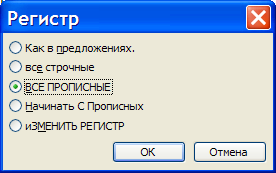 Регистр
Как в предложениях.
все строчные
ВСЕ ПРОПИСНЫЕ
Начинать С Прописных
иЗМЕНИТЬ РЕГИСТР
ОК
Отмена